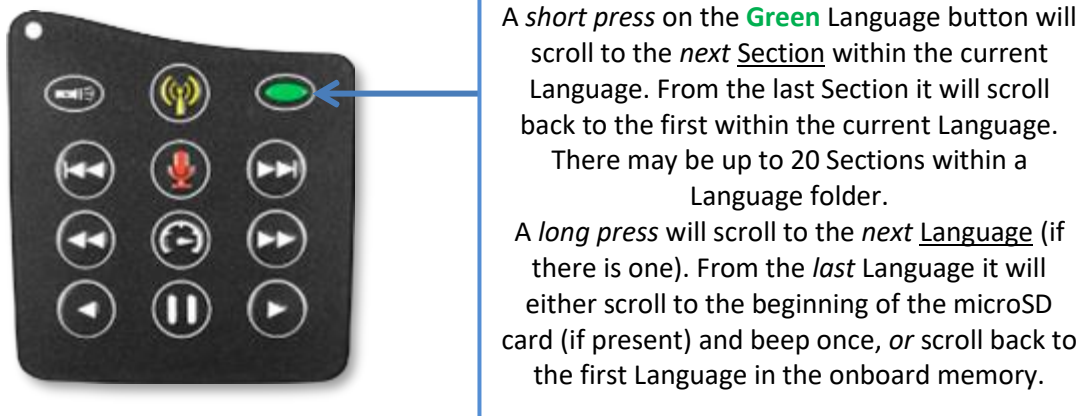 A short press on the Green Language button will
scroll to the next Section within the current
Language. From the last Section it will scroll
back to the first within the current Language.
There may be up to 20 Sections within a
Language folder.
A long press will scroll to the next Language (if
there is one). From the last Language it will
either scroll to the beginning of the microSD
card (if present) and beep once, or scroll back to
the first Language in the onboard memory.